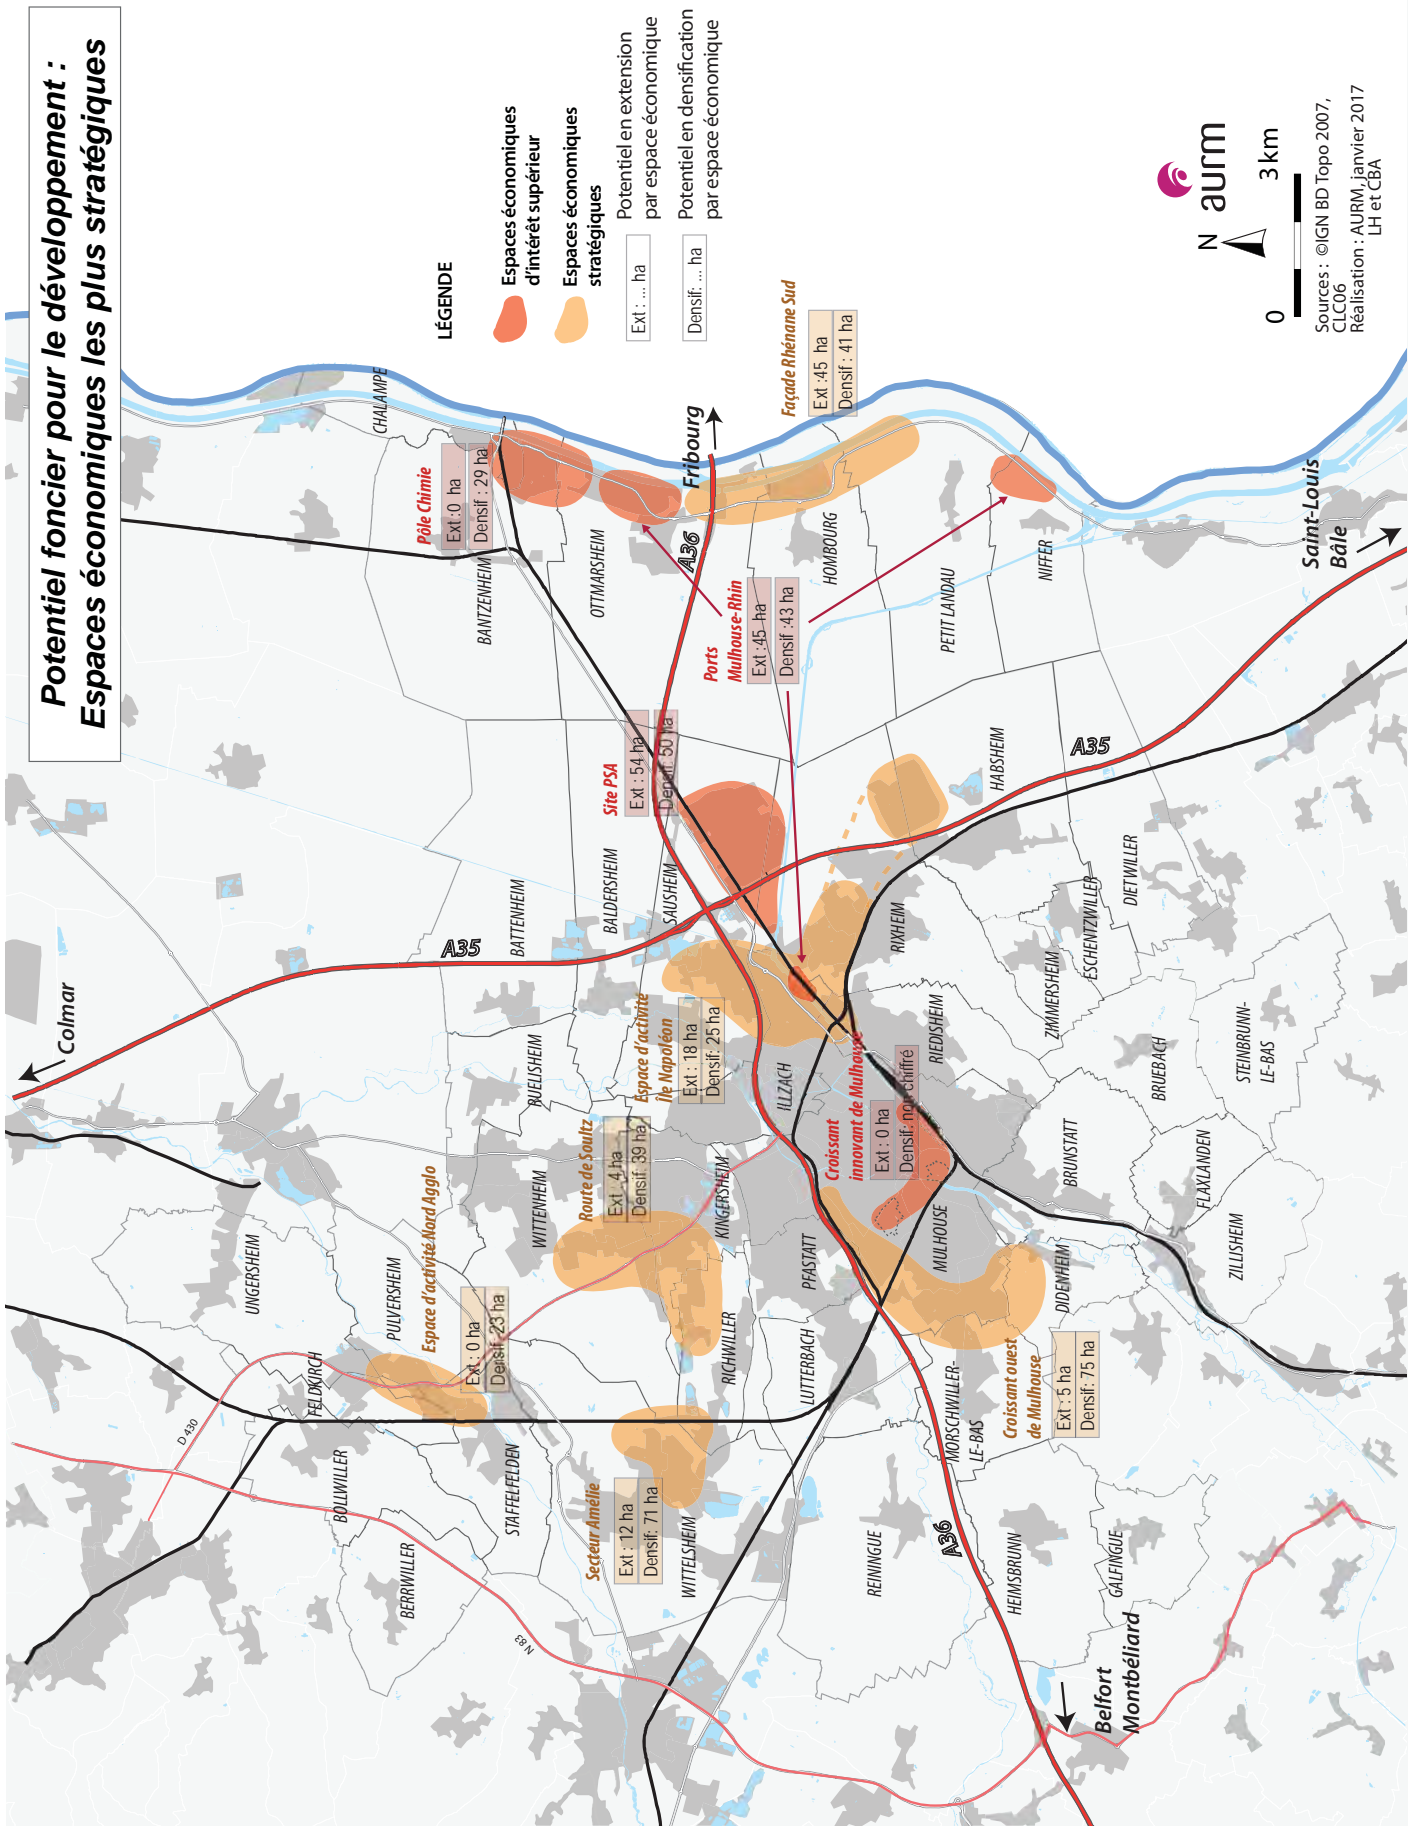 Potentiel foncier pour le développement :
Espaces économiques les plus stratégiques
LÉGENDE
Espaces économiques
d'intérêt supérieur
Espaces économiques
stratégiques
Ext : ... ha
Potentiel en extension
par espace économique
Densif: ... ha
Potentiel en densification
par espace économique
aurm
N
0
3 km
Sources : ©IGN BD Topo 2007,
CLC06
Réalisation : AURM, janvier 2017
LH et CBA
Colmar
A35
UNGERSHEIM
D 430
FELDKIRCH
PULVERSHEIM
BOLLWILLER
BERRWILLER
STAFFELFELDEN
N 83
Espace d'activité Nord Agglo
Ext : 0 ha
Densif: 23 ha
RUELISHEIM
BATTENHEIM
BALDERSHEIM
SAUSHEIM
WITTENHEIM
Route de Soultz
Ext : 4 ha
Densif: 39 ha
KINGERSHEIM
Espace d'activité
Île Napoléon
Ext : 18 ha
Densif: 25 ha
Site PSA
Ext : 54 ha
Densif: 50 ha
CHALAMPE
Pôle Chimie
Ext :0 ha
Densif : 29 ha
BANTZENHEIM
OTTMARSHEIM
Fribourg
A36
Ports
Mulhouse-Rhin
Ext :45 ha
Densif :43 ha
Façade Rhénane Sud
Ext :45 ha
Densif : 41 ha
HOMBOURG
PETIT LANDAU
NIFFER
Saint-Louis
Bâle
HABSHEIM
A35
Secteur Amélie
Ext : 12 ha
Densif: 71 ha
WITTELSHEIM
RICHWILLER
LUTTERBACH
PFASTATT
ILLZACH
Croissant
innovant de Mulhouse
Ext : 0 ha
Densif: non chiffré
MULHOUSE
RIEDISHEIM
RIXHEIM
ZIMMERSHEIM
ESCHENTZWILLER
DIETWILLER
BRUEBACH
STEINBRUNN-
LE-BAS
BRUNSTATT
FLAXLANDEN
ZILLISHEIM
DIDENHEIM
Croissant ouest
de Mulhouse
Ext : 5 ha
Densif: 75 ha
MORSCHWILLER-
LE-BAS
REININGUE
A36
HEIMSBRUNN
GALFINGUE
Belfort
Montbéliard